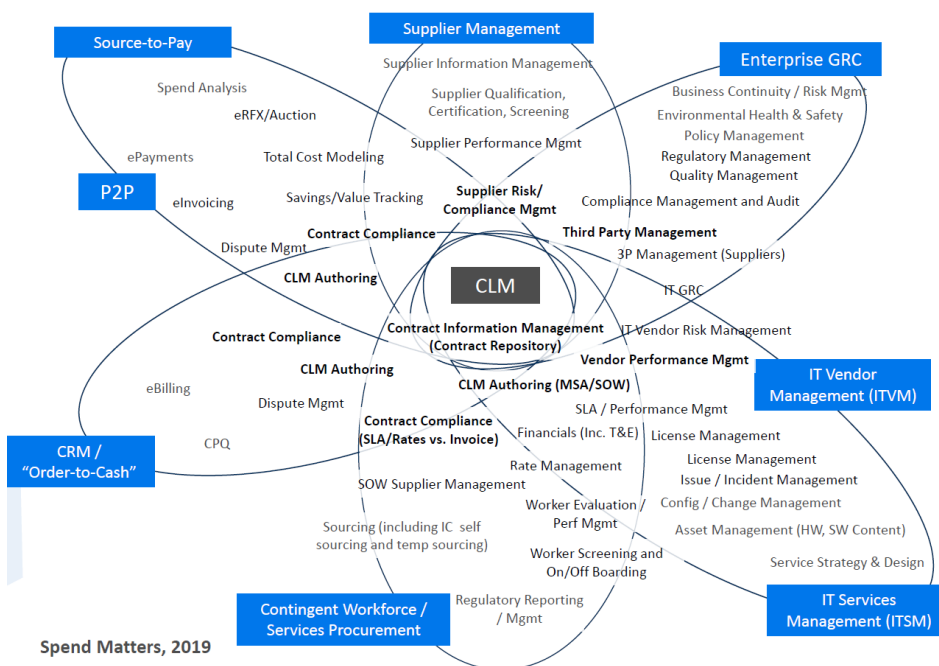 Source-to-Pay
Supplier Management
Enterprise GRC
Supplier Information Management
Spend Analysis
Business Continuity / Risk Mgmt
Supplier Qualification,
Certification, Screening
eRFX/Auction
Environmental Health & Safety
Policy Management
Supplier Performance Mgmt
ePayments
Total Cost Modeling
Regulatory Management
Quality Management
P2P
eInvoicing
Savings/Value Tracking
Supplier Risk/
Compliance Mgmt
Compliance Management and Audit
Contract Compliance
Third Party Management
Dispute Mgmt
3P Management (Suppliers)
CLM Authoring
CLM
IT GRC
Contract Information Management
(Contract Repository)
IT Vendor Risk Management
Contract Compliance
CLM Authoring
Vendor Performance Mgmt
eBilling
CLM Authoring (MSA/SOW)
IT Vendor
Management (ITVM)
Dispute Mgmt
SLA / Performance Mgmt
Contract Compliance
(SLA/Rates vs. Invoice)
Financials (Inc. T&E)
License Management
CPQ
CRM /
“Order-to-Cash”
License Management
Rate Management
Issue / Incident Management
SOW Supplier Management
Config / Change Management
Worker Evaluation /
Perf Mgmt
Sourcing (including IC self
sourcing and temp sourcing)
Asset Management (HW, SW Content)
Worker Screening and
On/Off Boarding
Service Strategy & Design
Contingent Workforce /
Services Procurement
Regulatory Reporting
/ Mgmt
IT Services
Management (ITSM)
Spend Matters, 2019